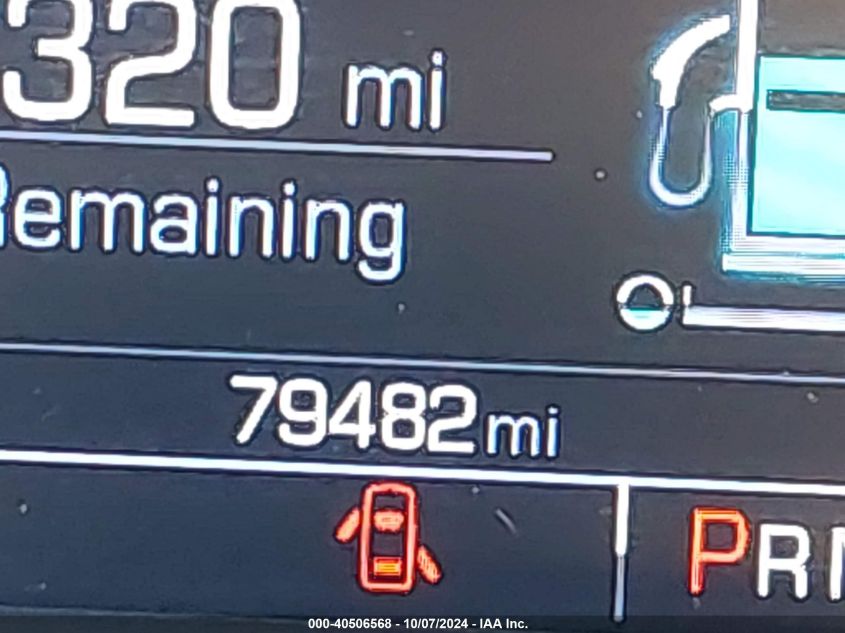 320 mi
Remaining
79482mi
PRN
000-40506568 - 10/07/2024 - IAA Inc.